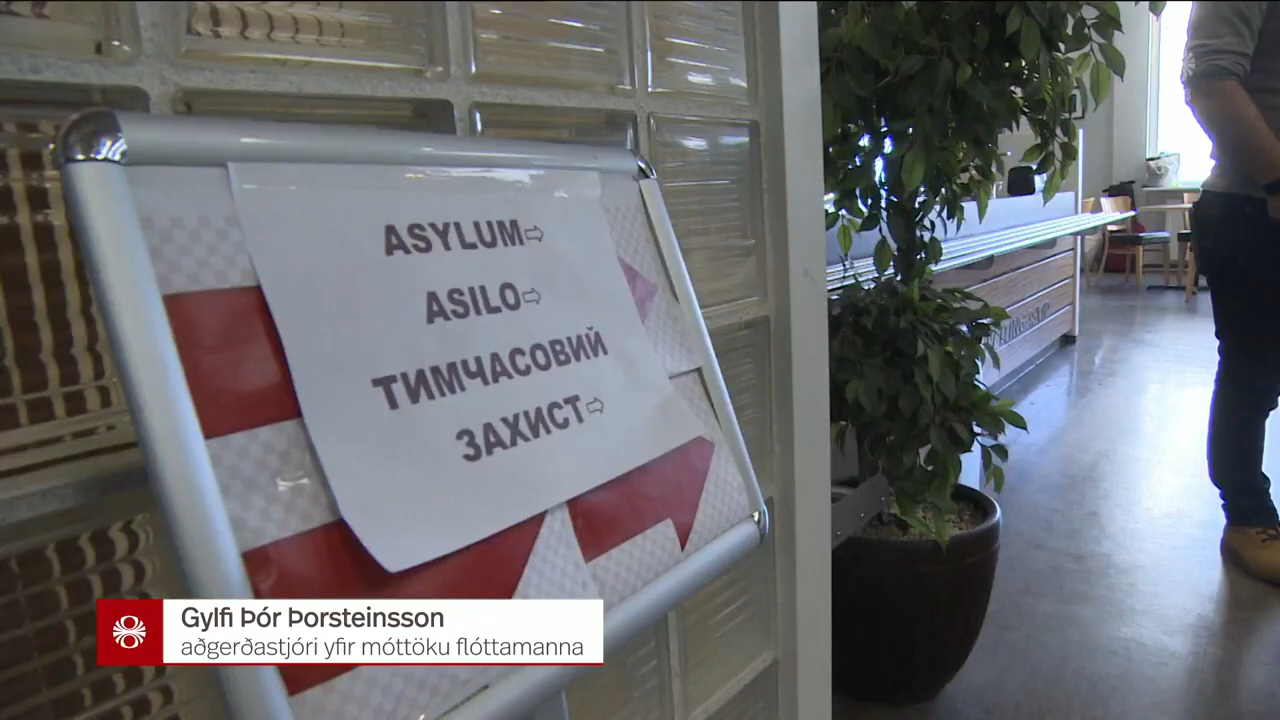 ASYLUM⇨
ASILO⇨
ТИМЧАСОВИЙ
ЗАХИСТ⇨
Gylfi Þór Þorsteinsson
aðgerðastjóri yfir móttöku flóttamanna